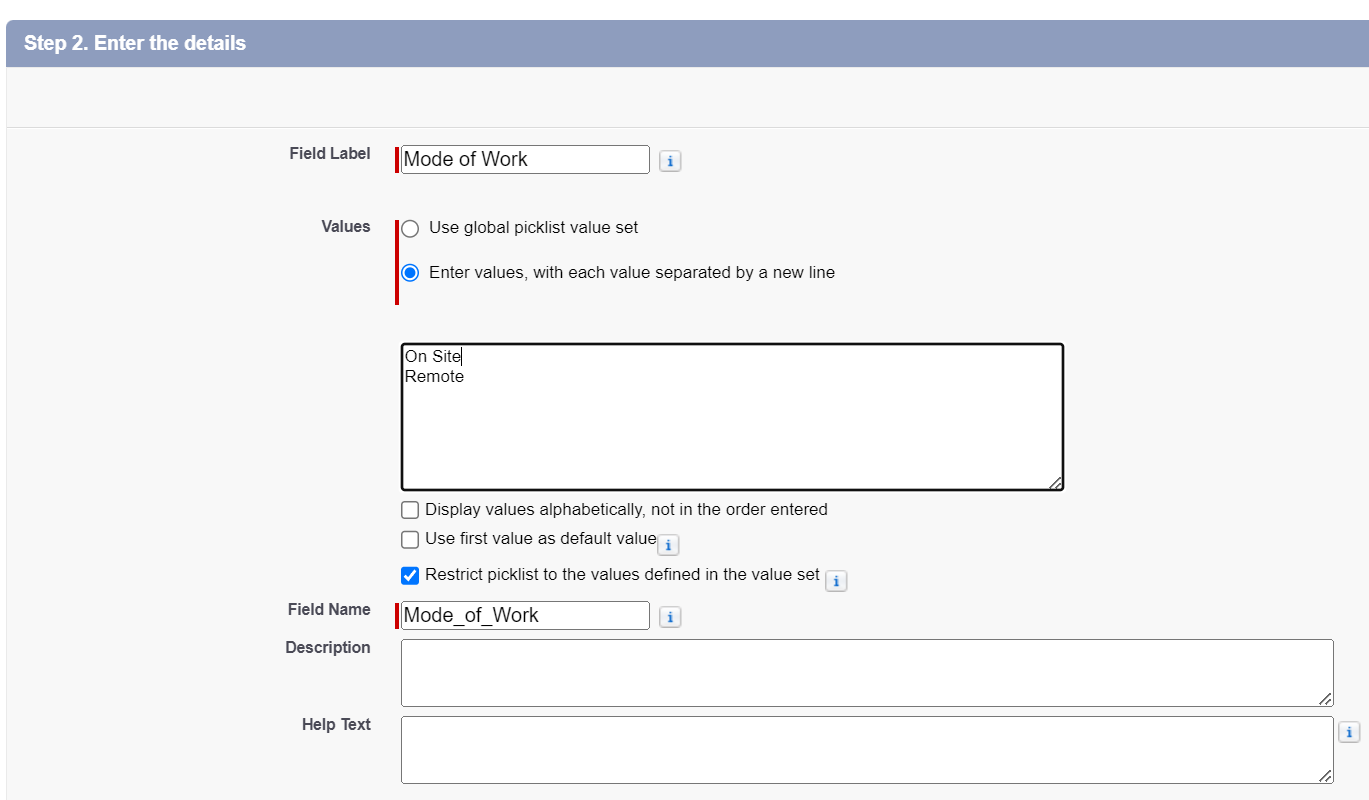 Step 2. Enter the details
Field Label
Mode of Work
i
Values
Use global picklist value set
Enter values, with each value separated by a new line
On Site
Remote
Display values alphabetically, not in the order entered
Use first value as default value
i
Restrict picklist to the values defined in the value set
i
Field Name
Mode_of_Work
i
Description
Help Text
i